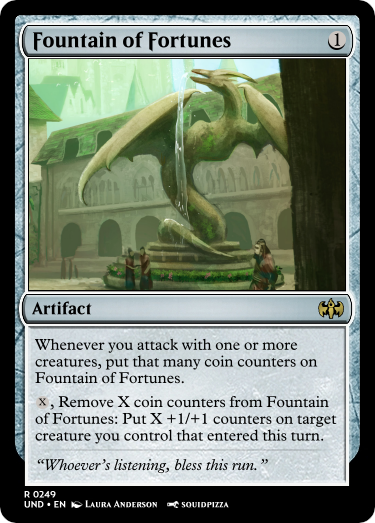 Fountain of Fortunes 1
Artifact
Whenever you attack with one or more
creatures, put that many coin counters on
Fountain of Fortunes.
X, Remove X coin counters from Fountain
of Fortunes: Put X +1/+1 counters on target
creature you control that entered this turn.
“Whoever's listening, bless this run.”
R 0249
UND • EN Laura Anderson squidpizza